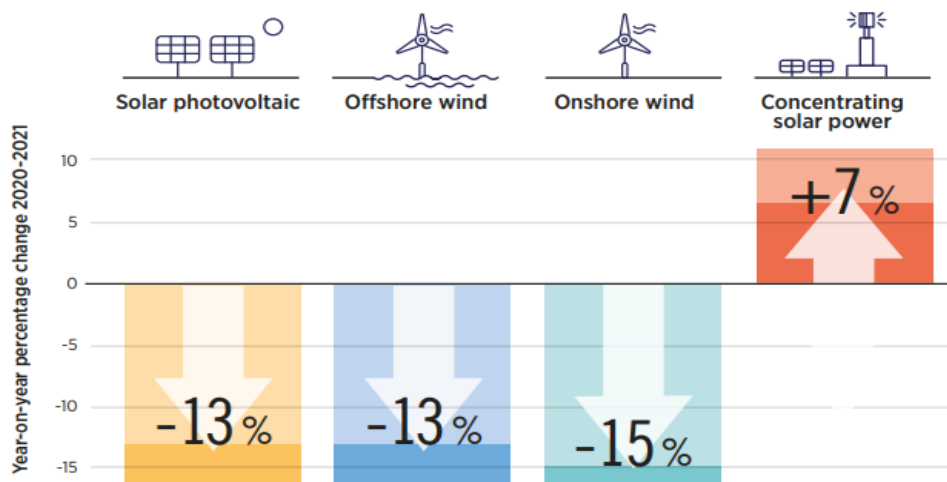 Solar photovoltaic
Offshore wind
Onshore wind
Concentrating
solar power
Year-on-year percentage change 2020-2021
10
5
0
-5
-10
-15
-13 %
-13 %
-15 %
+7 %